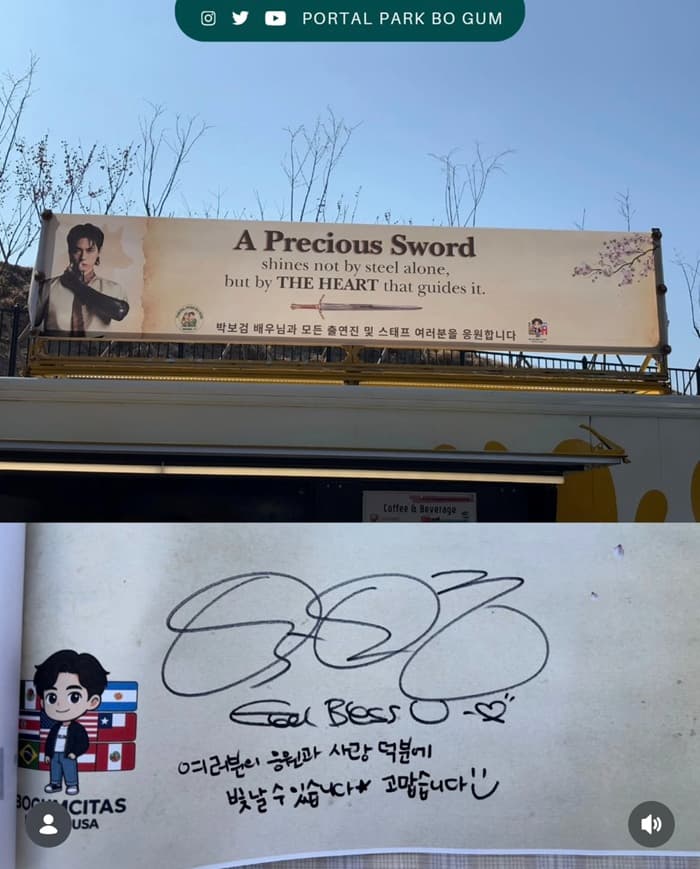 PORTAL PARK BO GUM
A Precious Sword
shines not by steel alone,
but by THE HEART that guides it.
박보검 배우님과 모든 출연진 및 스태프 여러분을 응원합니다
Coffee & Beverage
God Bless U
여러분의 응원과 사랑 덕분에
빛날 수 있습니다★ 고맙습니다
USA